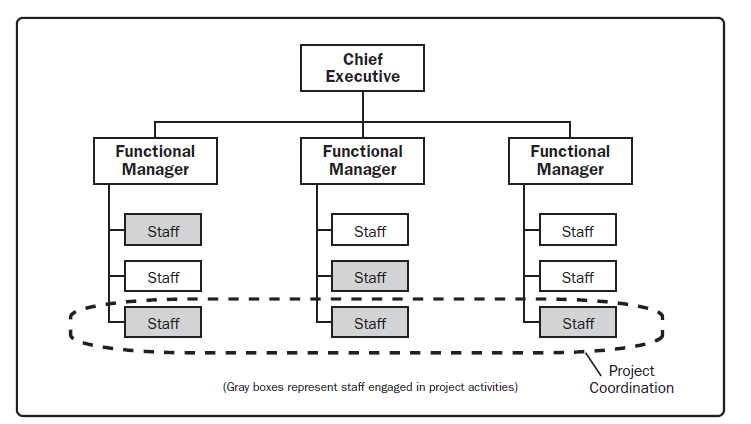 Chief
Executive
Functional
Manager
Functional
Manager
Functional
Manager
Staff
Staff
Staff
Staff
Staff
Staff
Staff
Staff
Staff
Project
Coordination
(Gray boxes represent staff engaged in project activities)